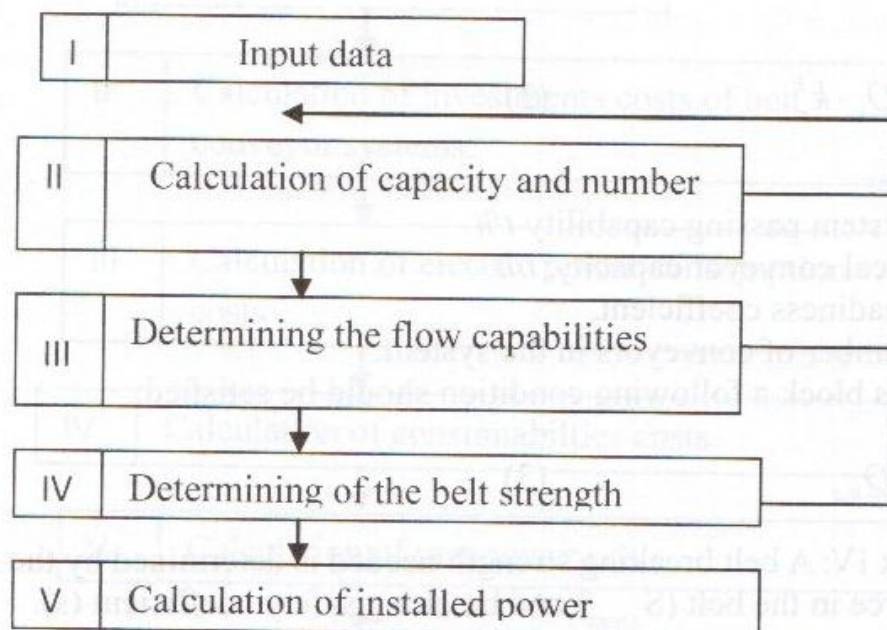 I Input data
II Calculation of capacity and number
III Determining the flow capabilities
IV Determining of the belt strength
V Calculation of installed power